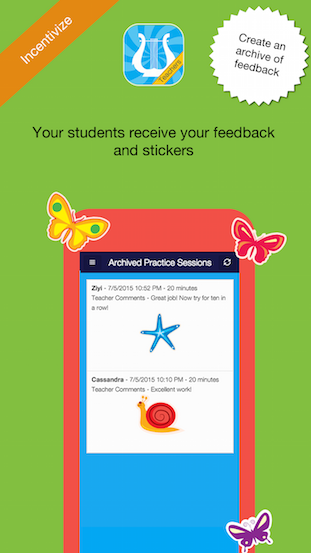 Incentivize
Teachers
Create an
archive of
feedback
Your students receive your feedback
and stickers
Archived Practice Sessions
Ziyi - 7/5/2015 10:52 PM - 20 minutes
Teacher Comments - Great job! Now try for ten in
a row!
Cassandra - 7/5/2015 10:10 PM - 20 minutes
Teacher Comments - Excellent work!